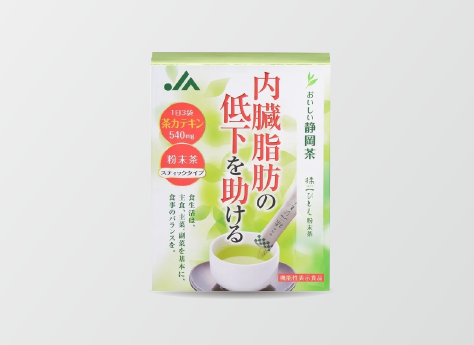 JA
おいしい静岡茶
抹茶ひとえ 粉末茶
内臓脂肪の
低下を助ける
1日3袋
茶カテキン
540mg
粉末茶
スティックタイプ
食生活は、
主食、主菜、副菜を基本に、
食事のバランスを。
機能性表示食品